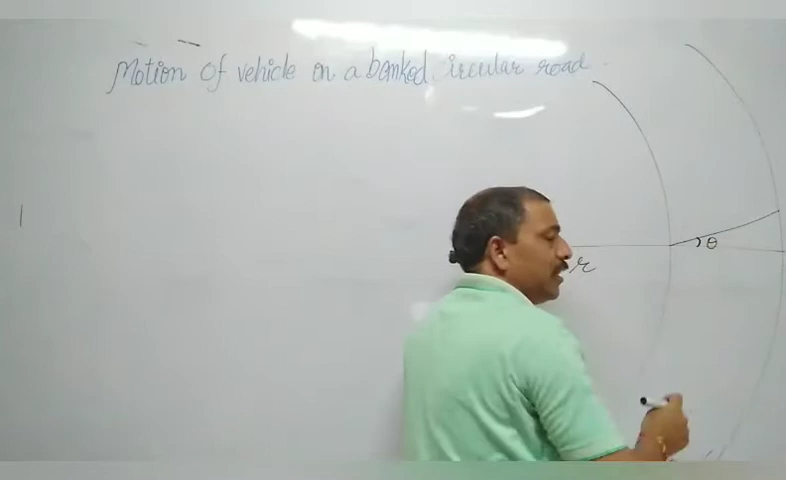 Motion of vehicle on a banked circular road.
θ
r